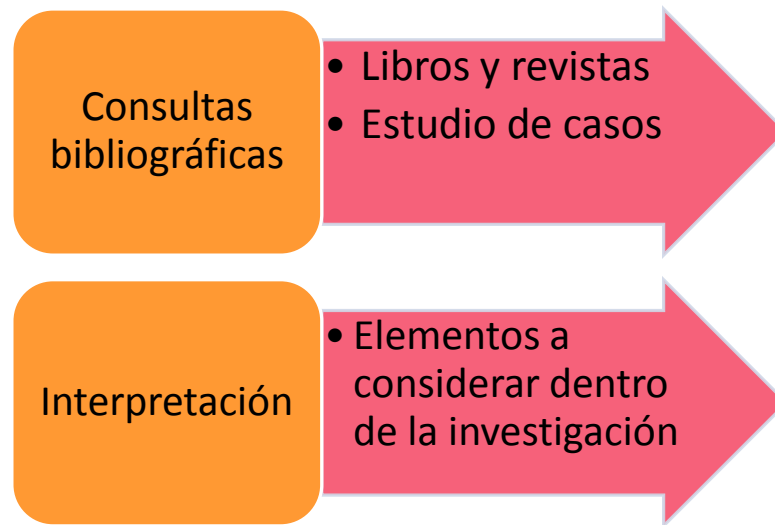 Consultas
bibliográficas
• Libros y revistas
• Estudio de casos
Interpretación
• Elementos a
considerar dentro
de la investigación